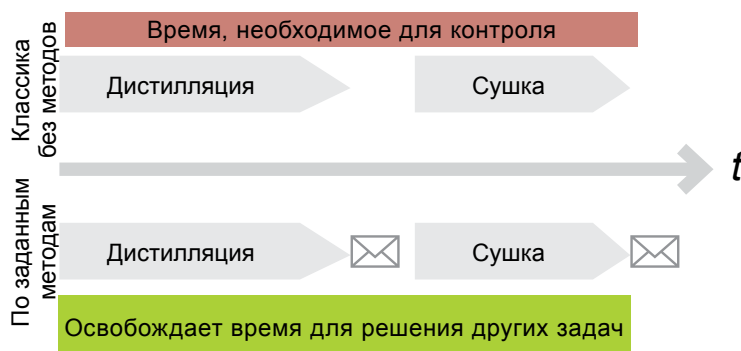 Время, необходимое для контроля
Классика
без методов
Дистилляция
Сушка
t
По заданным
методам
Дистилляция
Сушка
Освобождает время для решения других задач